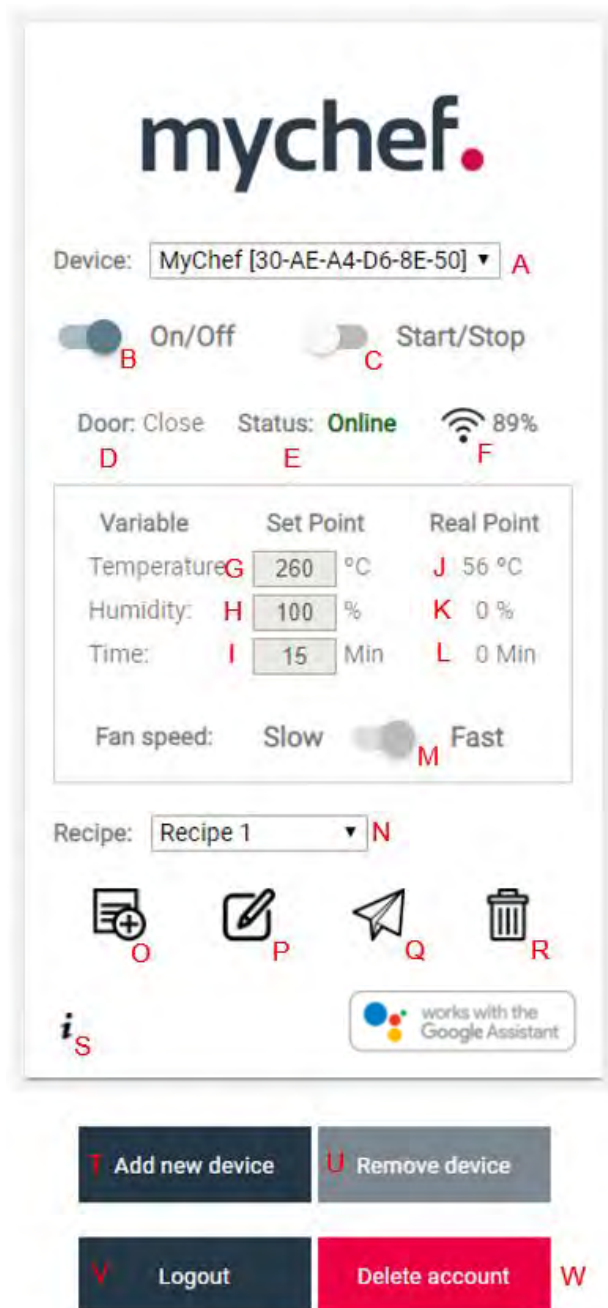 mychef.
Device: MyChef [30-AE-A4-D6-8E-50] A
On/Off B Start/Stop C
Door: Close Status: Online 89%
D E F
Variable Set Point Real Point
Temperature G 260 ºC J 56 ºC
Humidity: H 100 % K 0 %
Time: I 15 Min L 0 Min
Fan speed: Slow M Fast
Recipe: Recipe 1 N
O P Q R
i S works with the
Google Assistant
T Add new device U Remove device
V Logout Delete account W